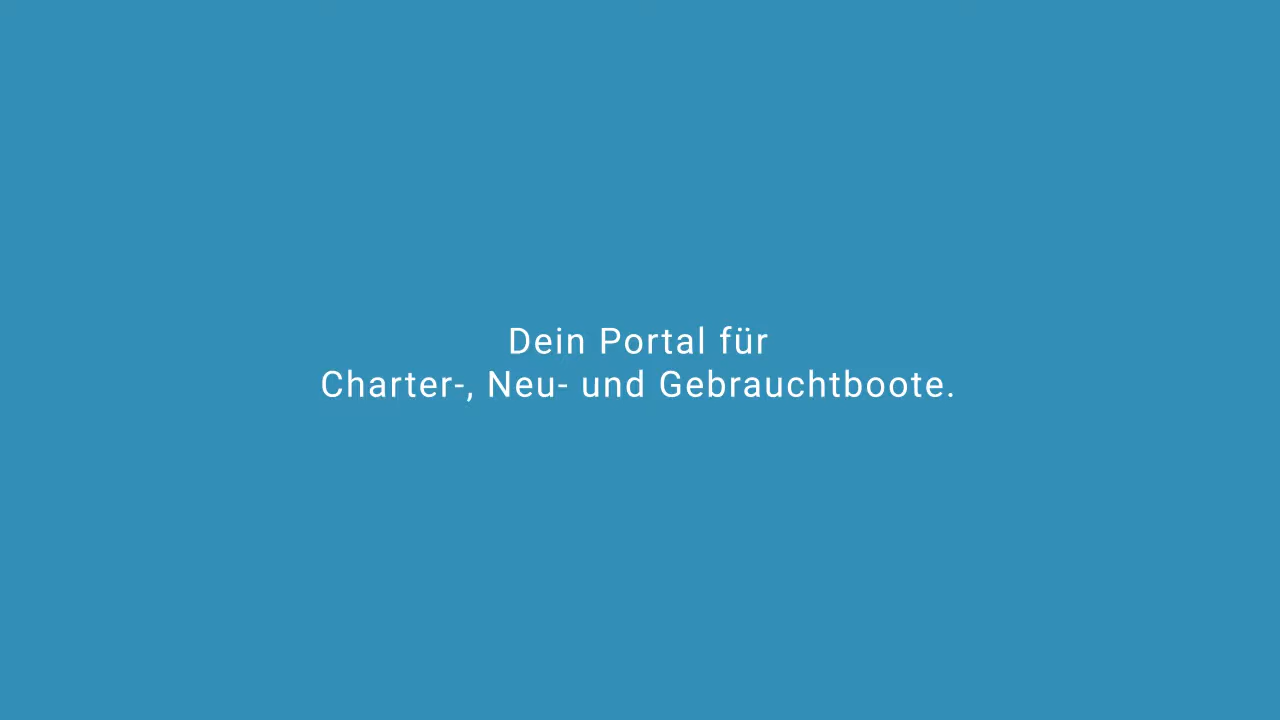 Dein Portal für
Charter-, Neu- und Gebrauchtboote.